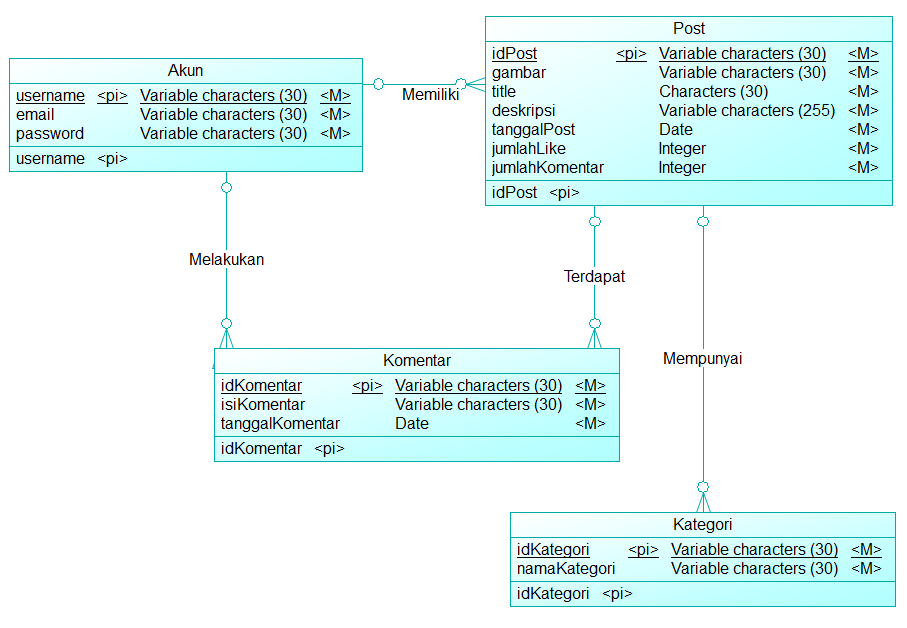 Post
idPost <pi> Variable characters (30) <M>
gambar Variable characters (30) <M>
title Characters (30) <M>
deskripsi Variable characters (255) <M>
tanggalPost Date <M>
jumlahLike Integer <M>
jumlahKomentar Integer <M>
idPost <pi>
Akun
username <pi> Variable characters (30) <M>
email Variable characters (30) <M>
password Variable characters (30) <M>
username <pi>
Memiliki
Melakukan
Terdapat
Mempunyai
Komentar
idKomentar <pi> Variable characters (30) <M>
isiKomentar Variable characters (30) <M>
tanggalKomentar Date <M>
idKomentar <pi>
Kategori
idKategori <pi> Variable characters (30) <M>
namaKategori Variable characters (30) <M>
idKategori <pi>